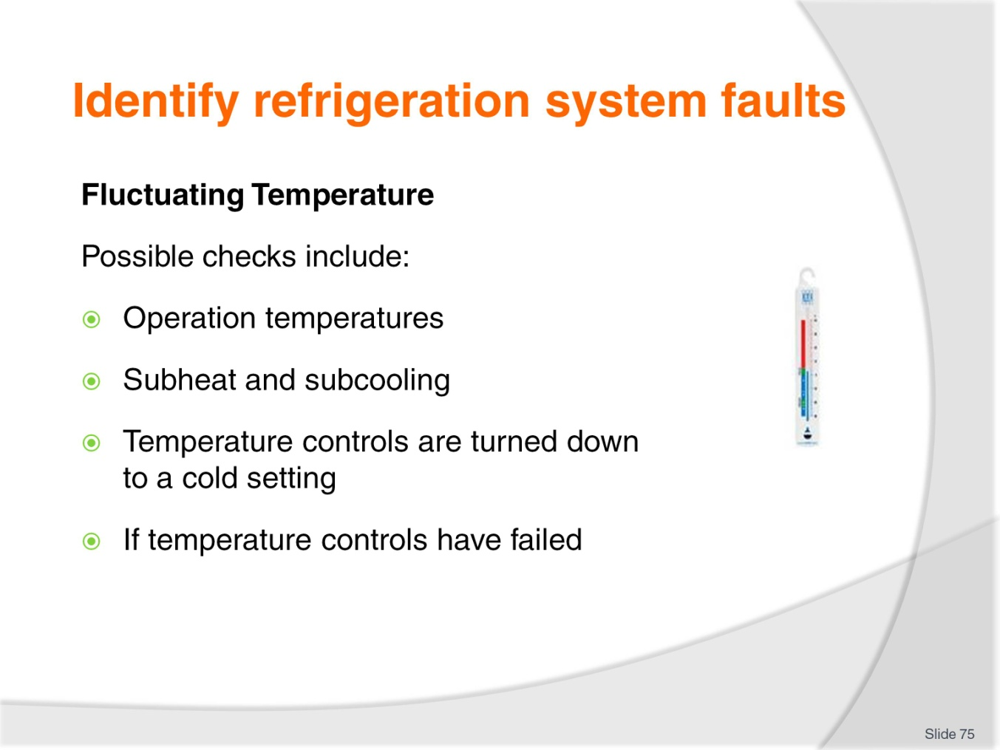 Identify refrigeration system faults
Fluctuating Temperature
Possible checks include:
Operation temperatures
Subheat and subcooling
Temperature controls are turned down
to a cold setting
If temperature controls have failed
Slide 75